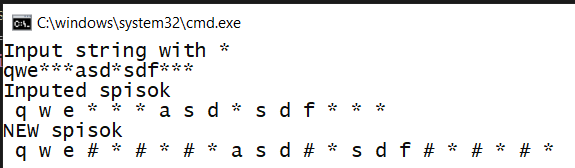 C:\windows\system32\cmd.exe
Input string with *
qwe***asd*sdf***
Inputed spisok
q w e * * * a s d * s d f * * *
NEW spisok
q w e # * # * # * a s d # * s d f # * # * # *